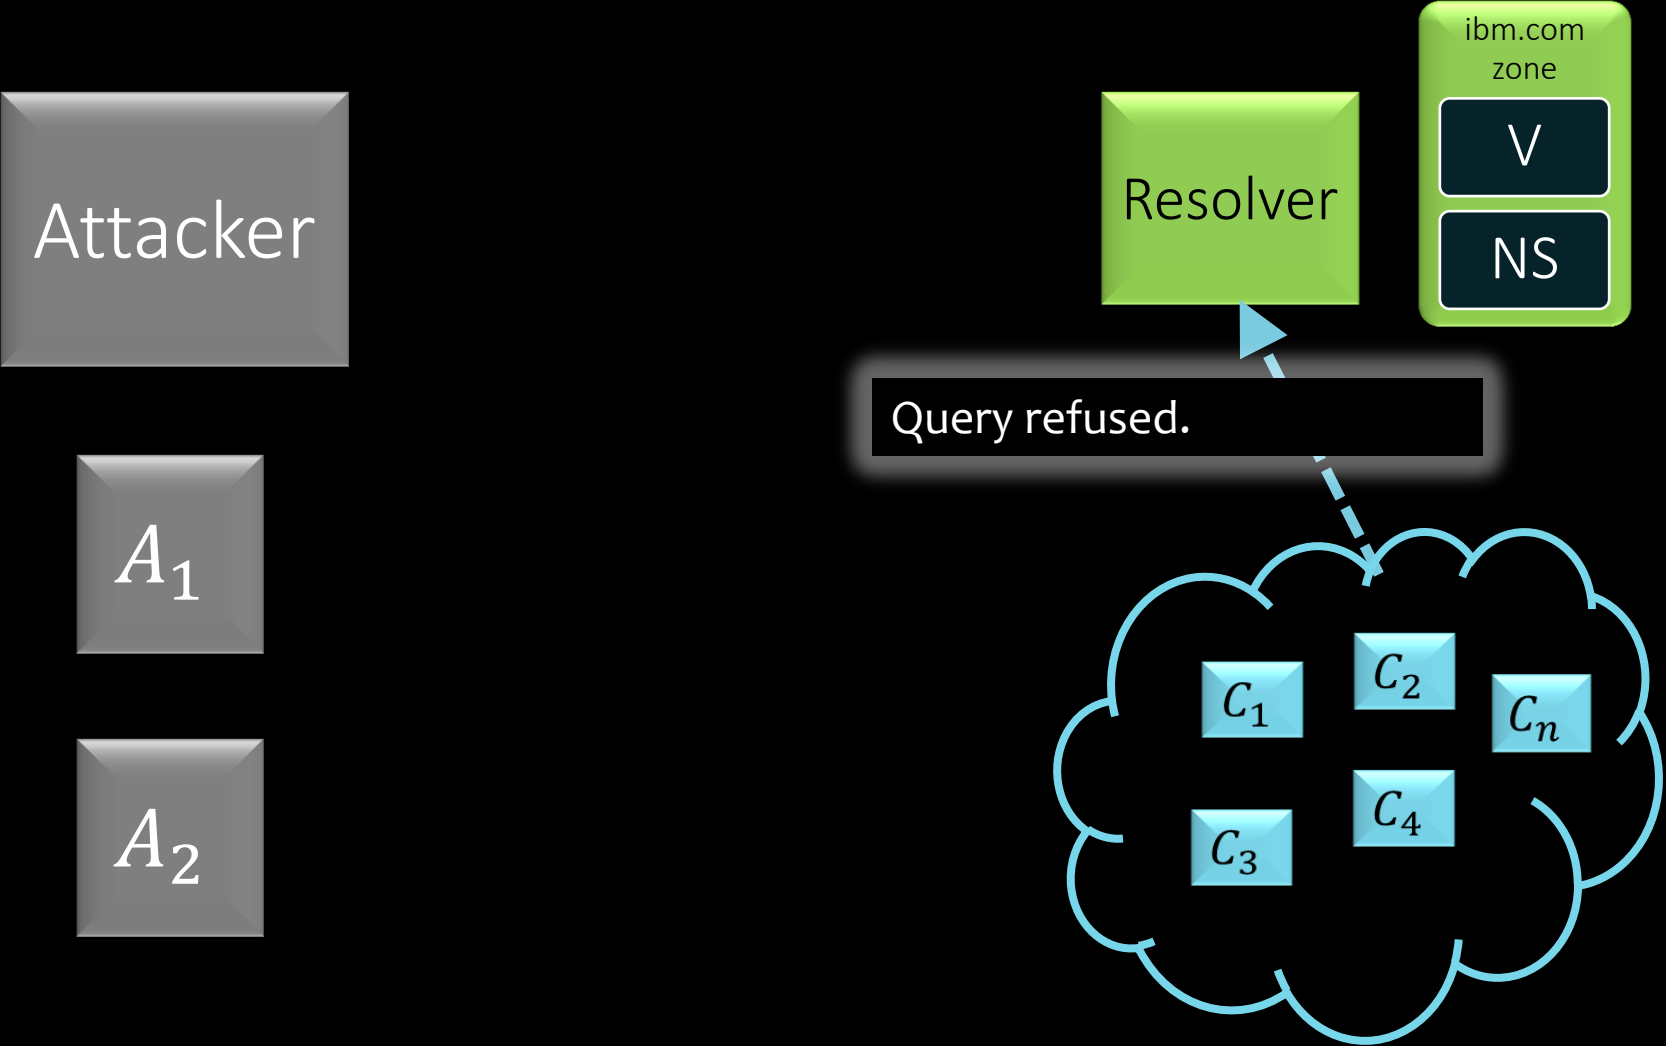 ibm.com
zone
V
NS
Attacker
Resolver
Query refused.
A₁
A₂
C₁
C₂
Cₙ
C₃
C₄